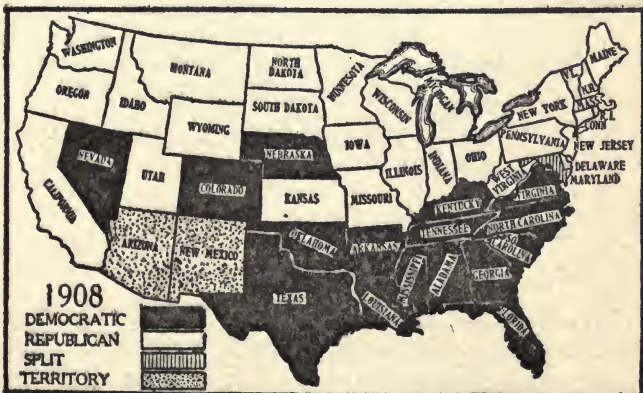 WASHINGTON
MONTANA
NORTH
DAKOTA
MINNESOTA
MAINE
OREGON
IDAHO
WYOMING
SOUTH DAKOTA
WISCONSIN
NEW YORK
VT.
N.H.
MASS.
R.I.
CONN
NEVADA
UTAH
COLORADO
NEBRASKA
IOWA
ILLINOIS
INDIANA
OHIO
PENNSYLVANIA
NEW JERSEY
DELAWARE
MARYLAND
CALIFORNIA
KANSAS
MISSOURI
KENTUCKY
WEST
VIRGINIA
VIRGINIA
ARIZONA
NEW MEXICO
OKLAHOMA
ARKANSAS
TENNESSEE
NORTH CAROLINA
SO.
CAROLINA
TEXAS
LOUISIANA
MISSISSIPPI
ALABAMA
GEORGIA
FLORIDA
1908
DEMOCRATIC
REPUBLICAN
SPLIT
TERRITORY